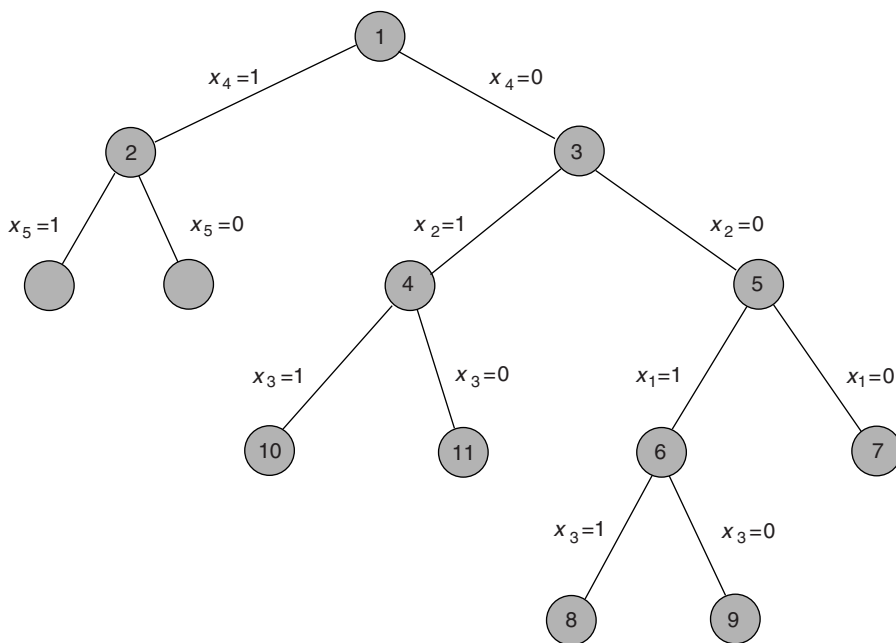 1
x₄=1
x₄=0
2
3
x₅=1
x₅=0
x₂=1
x₂=0
4
5
x₃=1
x₃=0
x₁=1
x₁=0
10
11
6
7
x₃=1
x₃=0
8
9